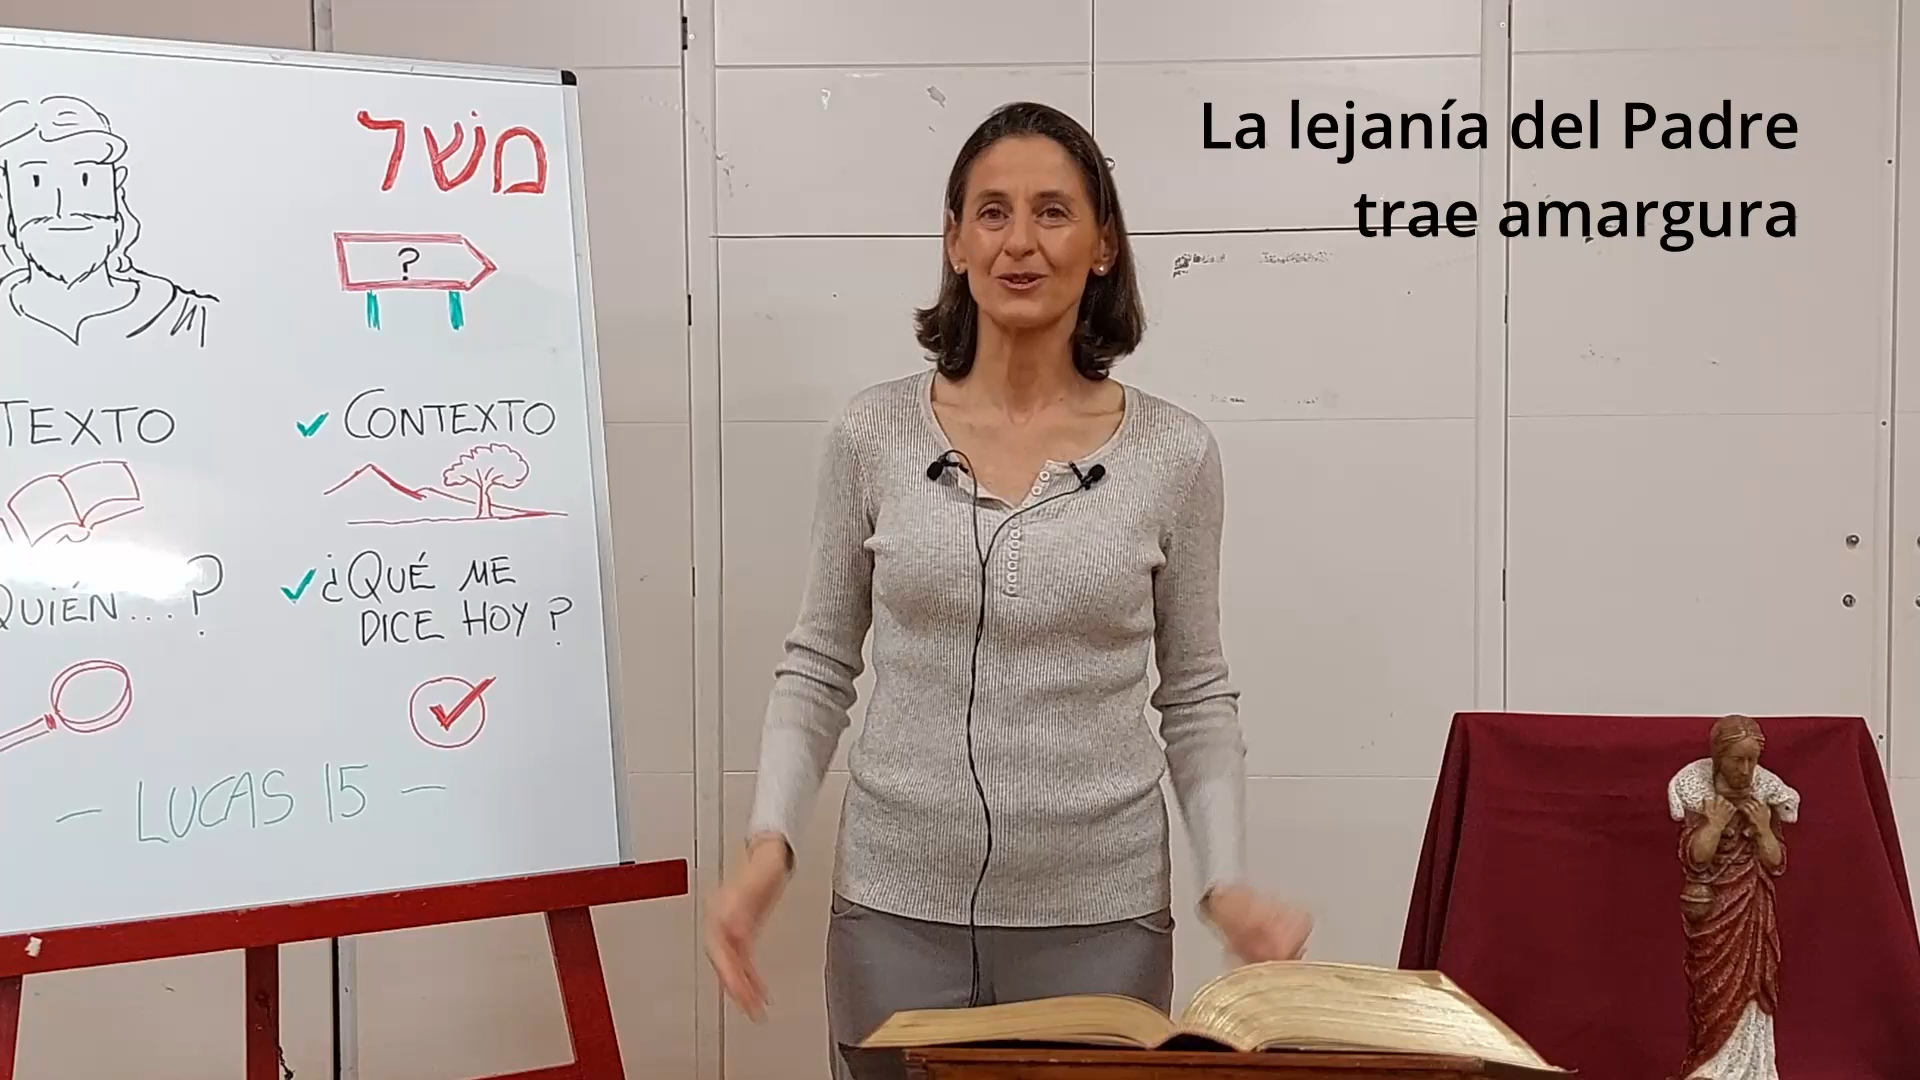 משל
?
TEXTO
✓ CONTEXTO
QUIÉN...?
✓ ¿QUÉ ME
DICE HOY?
– LUCAS 15 –
La lejanía del Padre
trae amargura